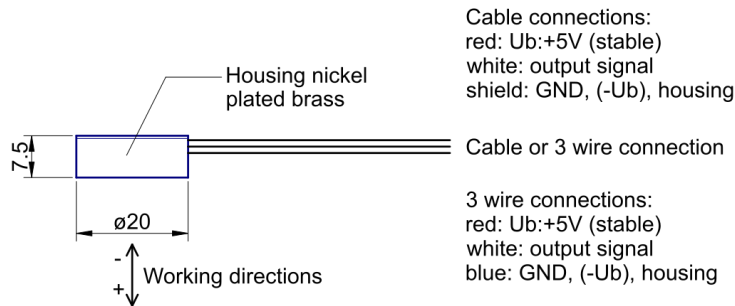 Cable connections:
red: Ub:+5V (stable)
white: output signal
shield: GND, (-Ub), housing
Housing nickel
plated brass
7.5
Cable or 3 wire connection
ø20
3 wire connections:
red: Ub:+5V (stable)
white: output signal
blue: GND, (-Ub), housing
-
+
Working directions